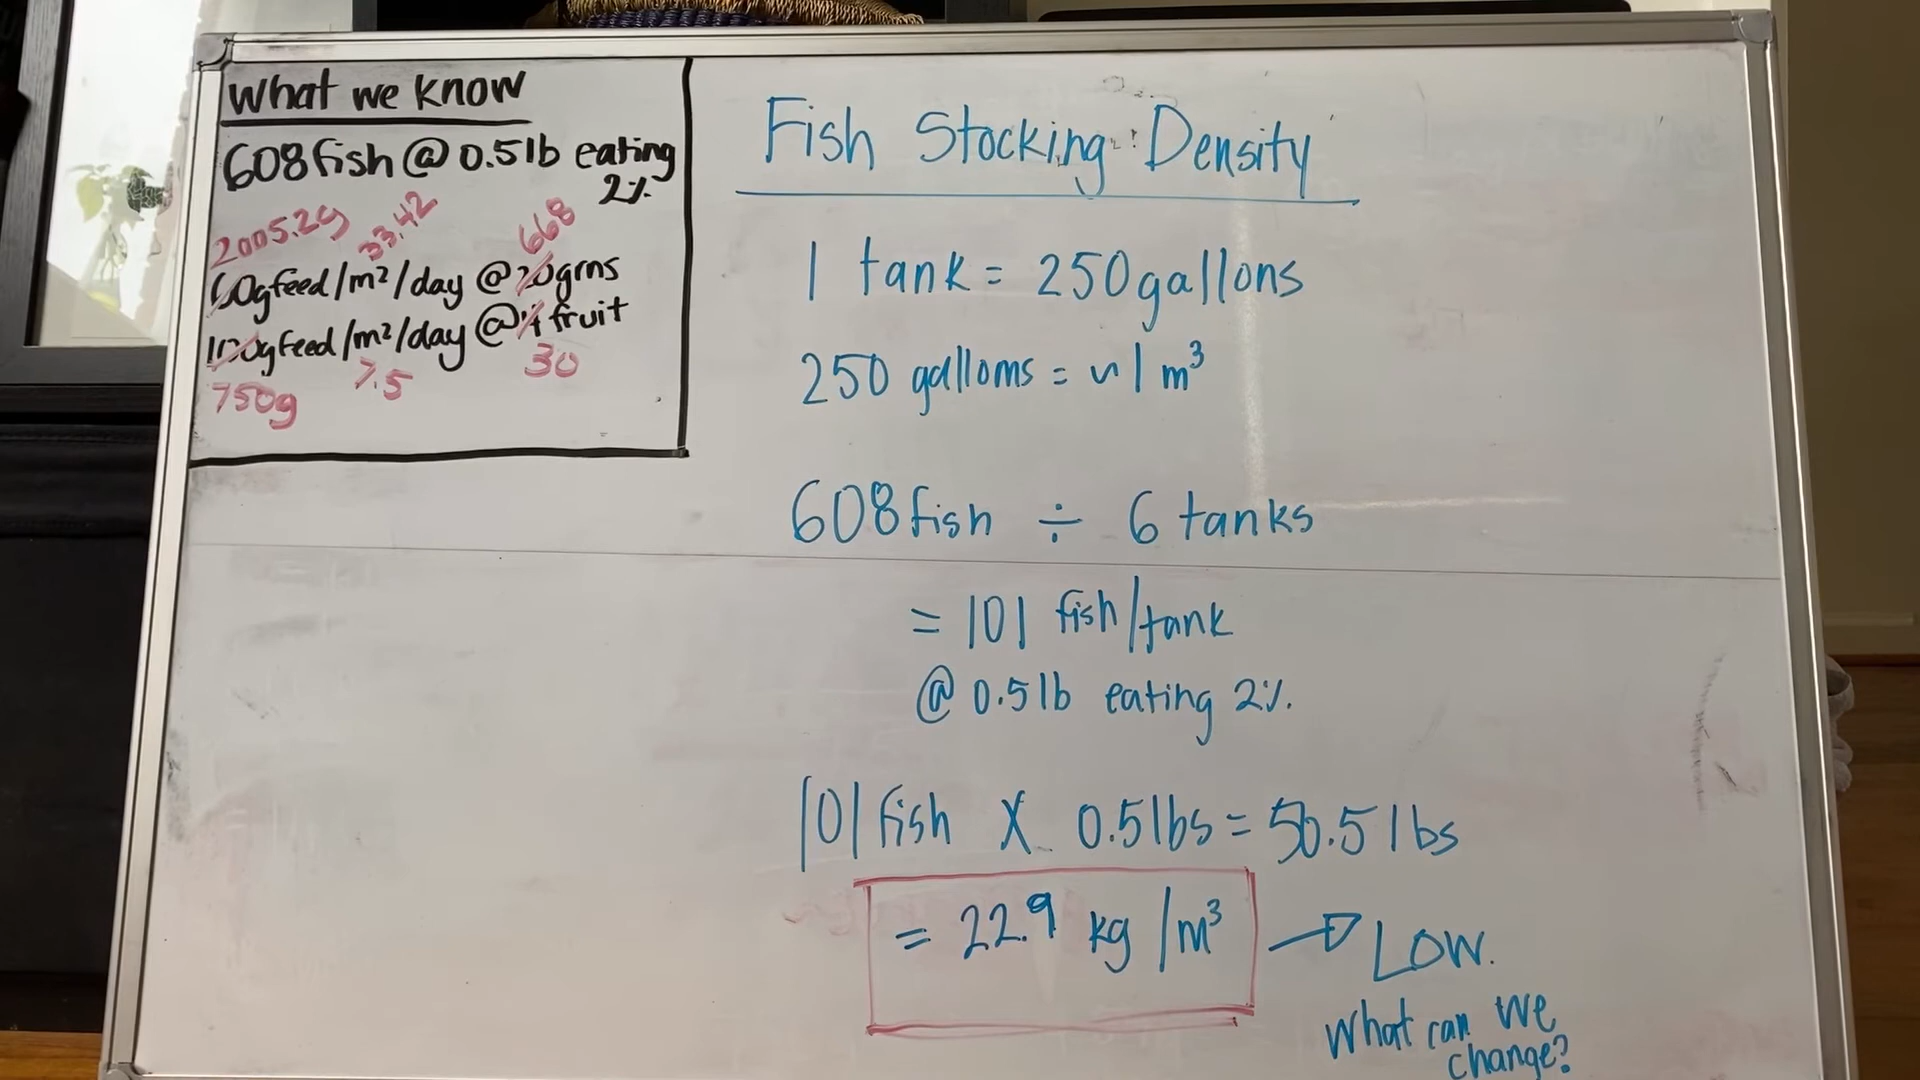 What we know
608 fish @ 0.5lb eating
2%
2005.2g 33.42 668
60g feed/m²/day @ 20 grns
100g feed/m²/day @ 4 fruit
750g 7.5 30
Fish Stocking Density
1 tank = 250 gallons
250 galloms = ~1 m³
608 fish ÷ 6 tanks
= 101 fish/tank
@ 0.5lb eating 2%.
101 fish X 0.5lbs = 50.5 lbs
= 22.9 kg/m³ → LOW.
What can we
change?